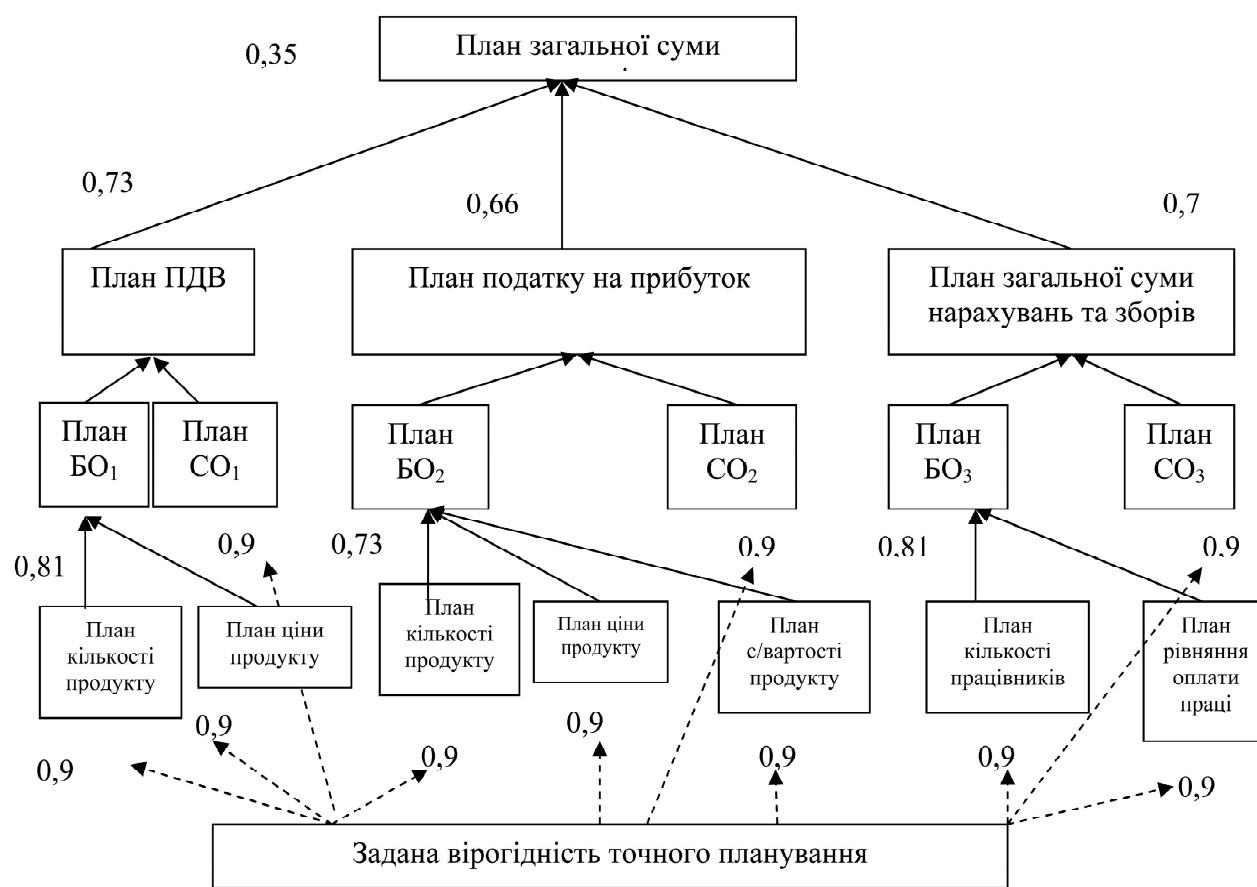 План загальної суми
0,35
0,73
0,66
0,7
План ПДВ
План податку на прибуток
План загальної суми
нарахувань та зборів
План
БО₁
План
СО₁
План
БО₂
План
СО₂
План
БО₃
План
СО₃
0,81
0,9
0,73
0,9
0,81
0,9
План
кількості
продукту
План ціни
продукту
План
кількості
продукту
План ціни
продукту
План
с/вартості
продукту
План
кількості
працівників
План
рівняння
оплати
праці
0,9
0,9
0,9
0,9
0,9
0,9
0,9
Задана вірогідність точного планування